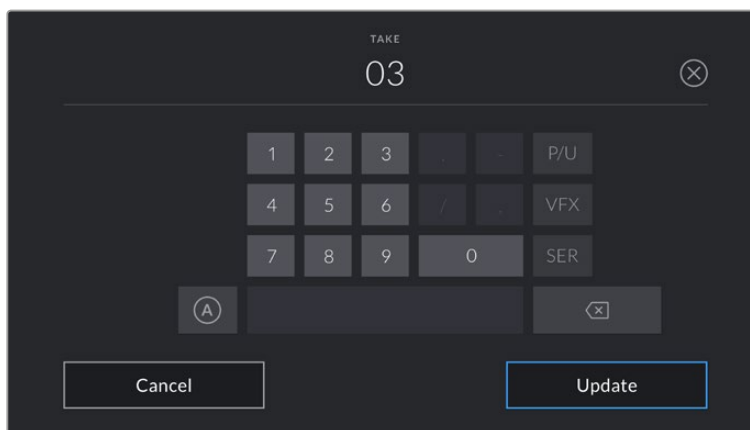 TAKE
03
1 2 3 . - P/U
4 5 6 / , VFX
7 8 9 0 SER
A
Cancel Update